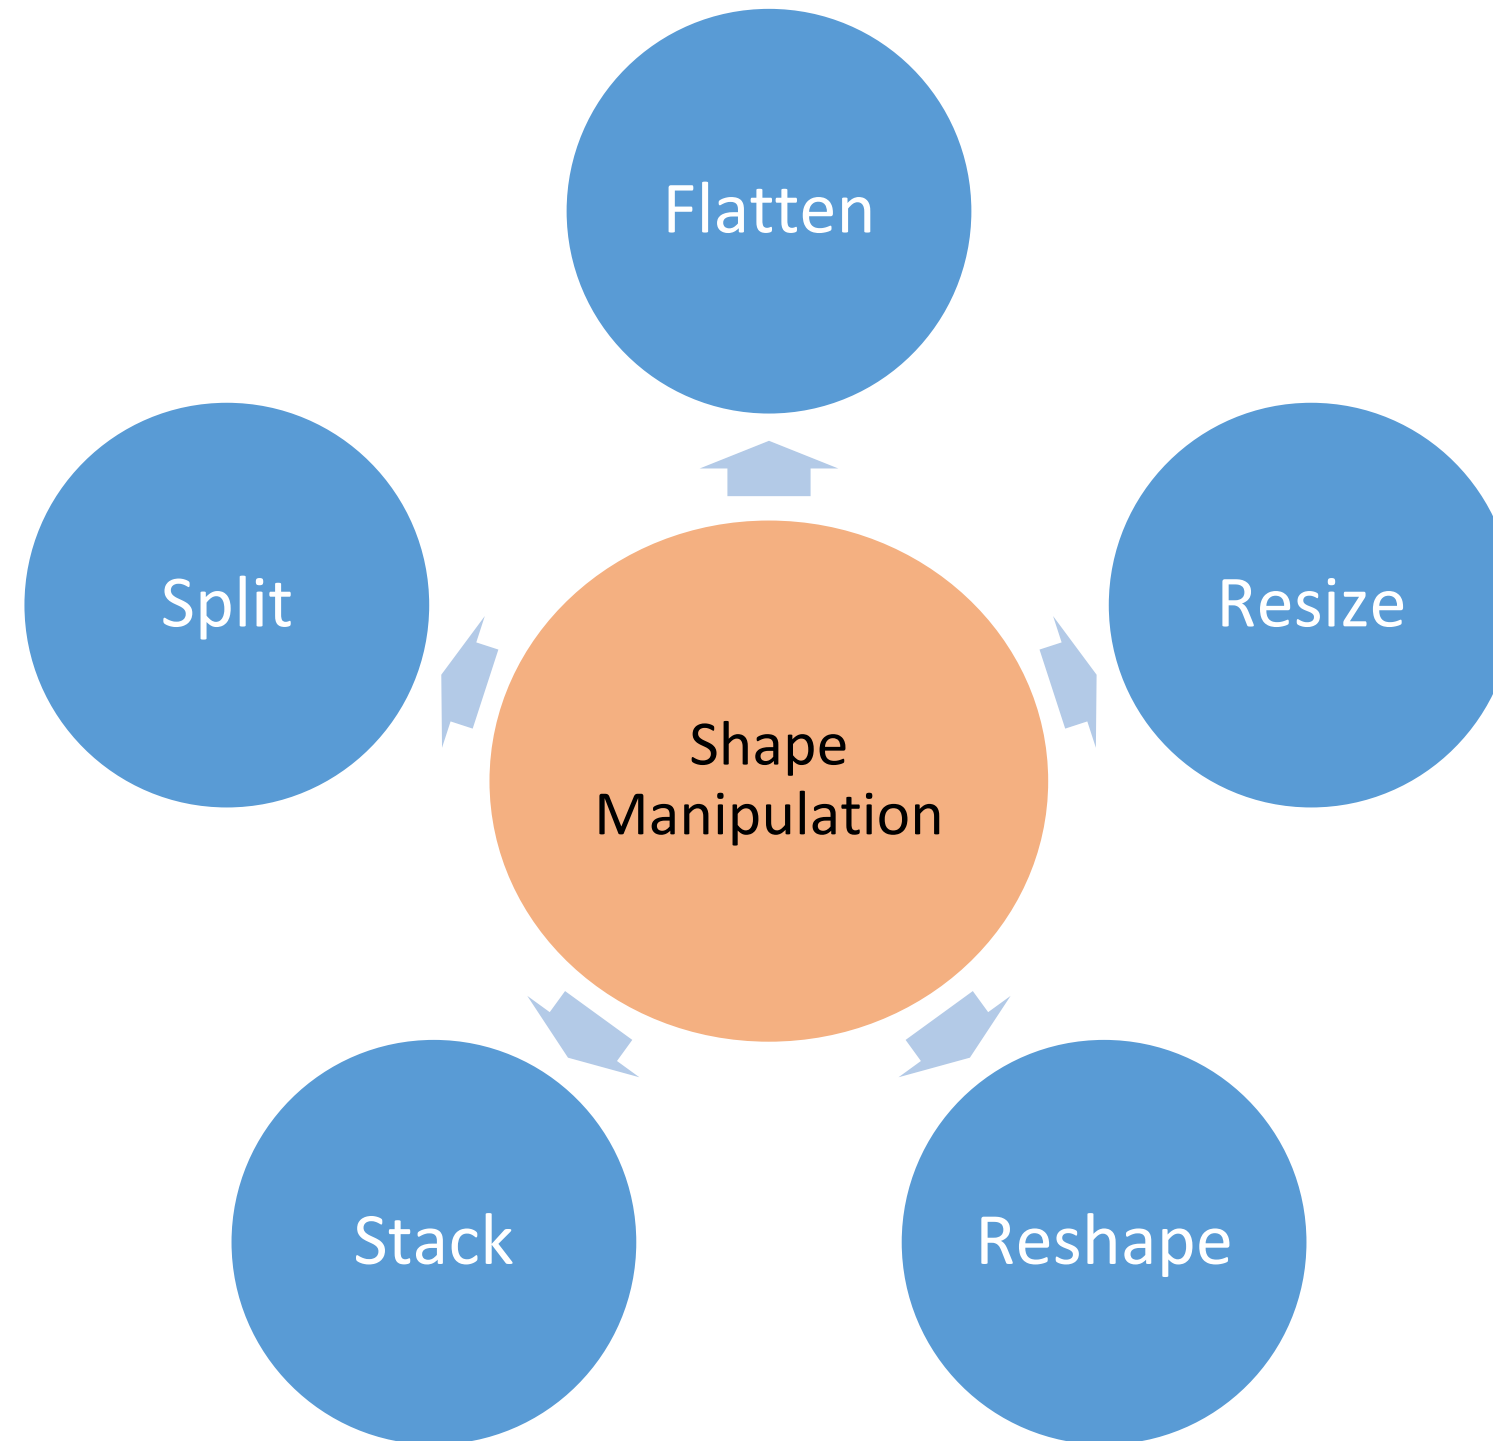 Flatten
Split
Resize
Shape
Manipulation
Stack
Reshape